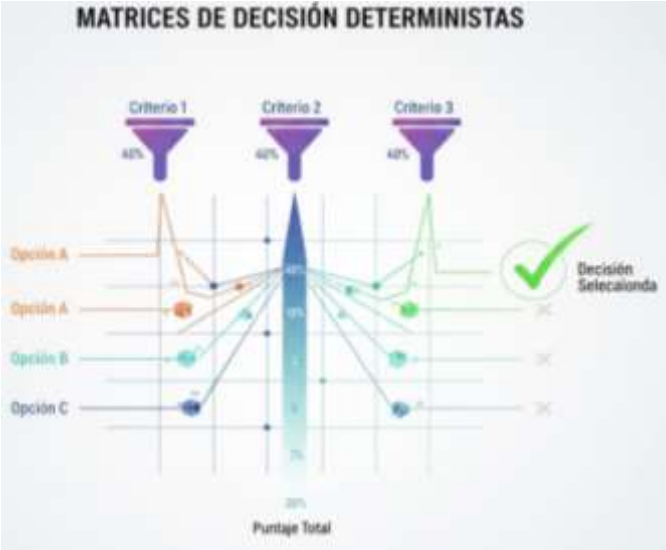 MATRICES DE DECISIÓN DETERMINISTAS
Criterio 1
Criterio 2
Criterio 3
40%
40%
40%
Opción A
40%
Decisión
Selecaionda
Opción A
Opción B
Opción C
Puntaje Total